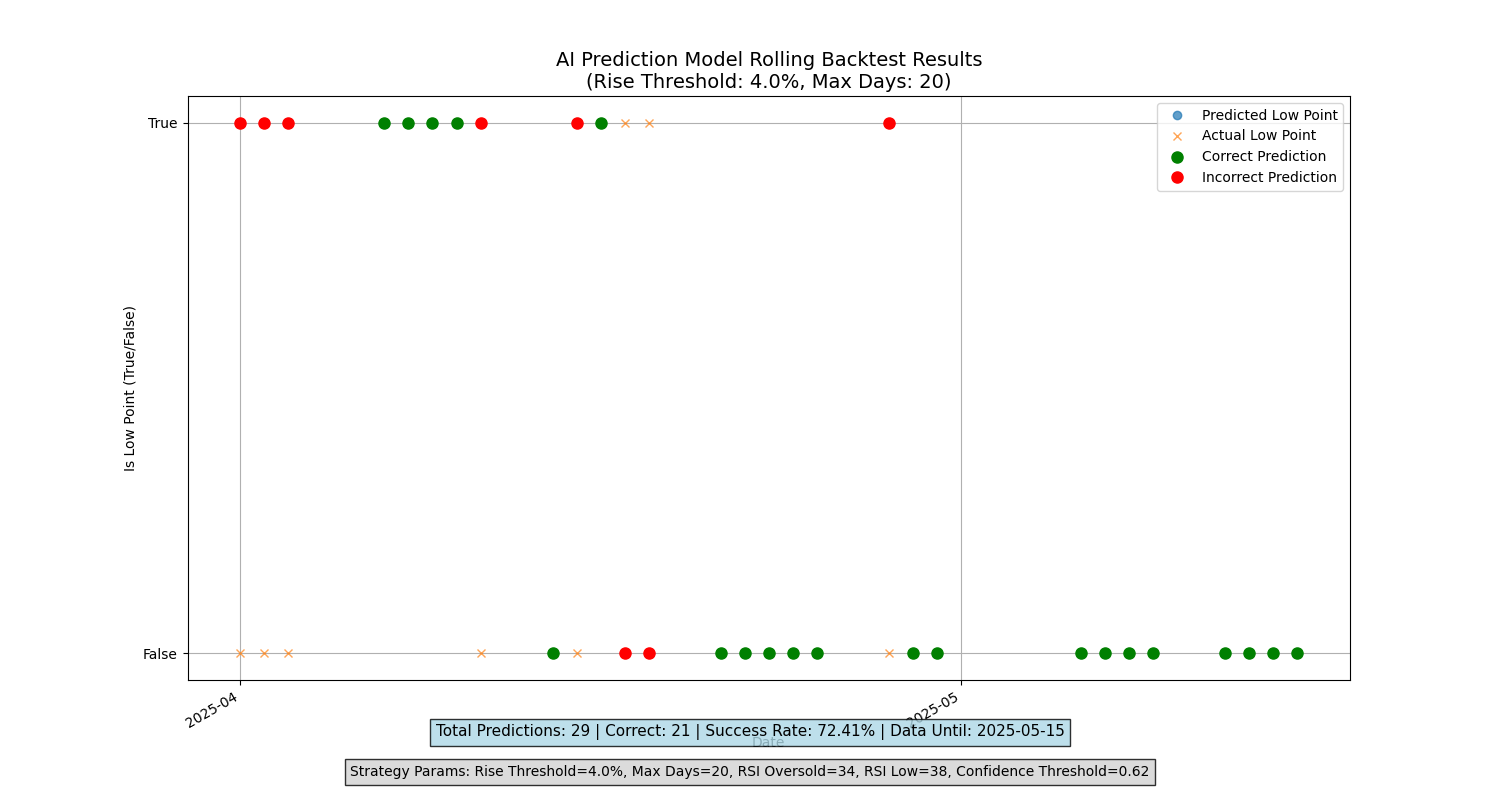 AI Prediction Model Rolling Backtest Results
(Rise Threshold: 4.0%, Max Days: 20)
True
Predicted Low Point
Actual Low Point
Correct Prediction
Incorrect Prediction
Is Low Point (True/False)
False
2025-04
2025-05
Total Predictions: 29 | Correct: 21 | Success Rate: 72.41% | Data Until: 2025-05-15
Date
Strategy Params: Rise Threshold=4.0%, Max Days=20, RSI Oversold=34, RSI Low=38, Confidence Threshold=0.62